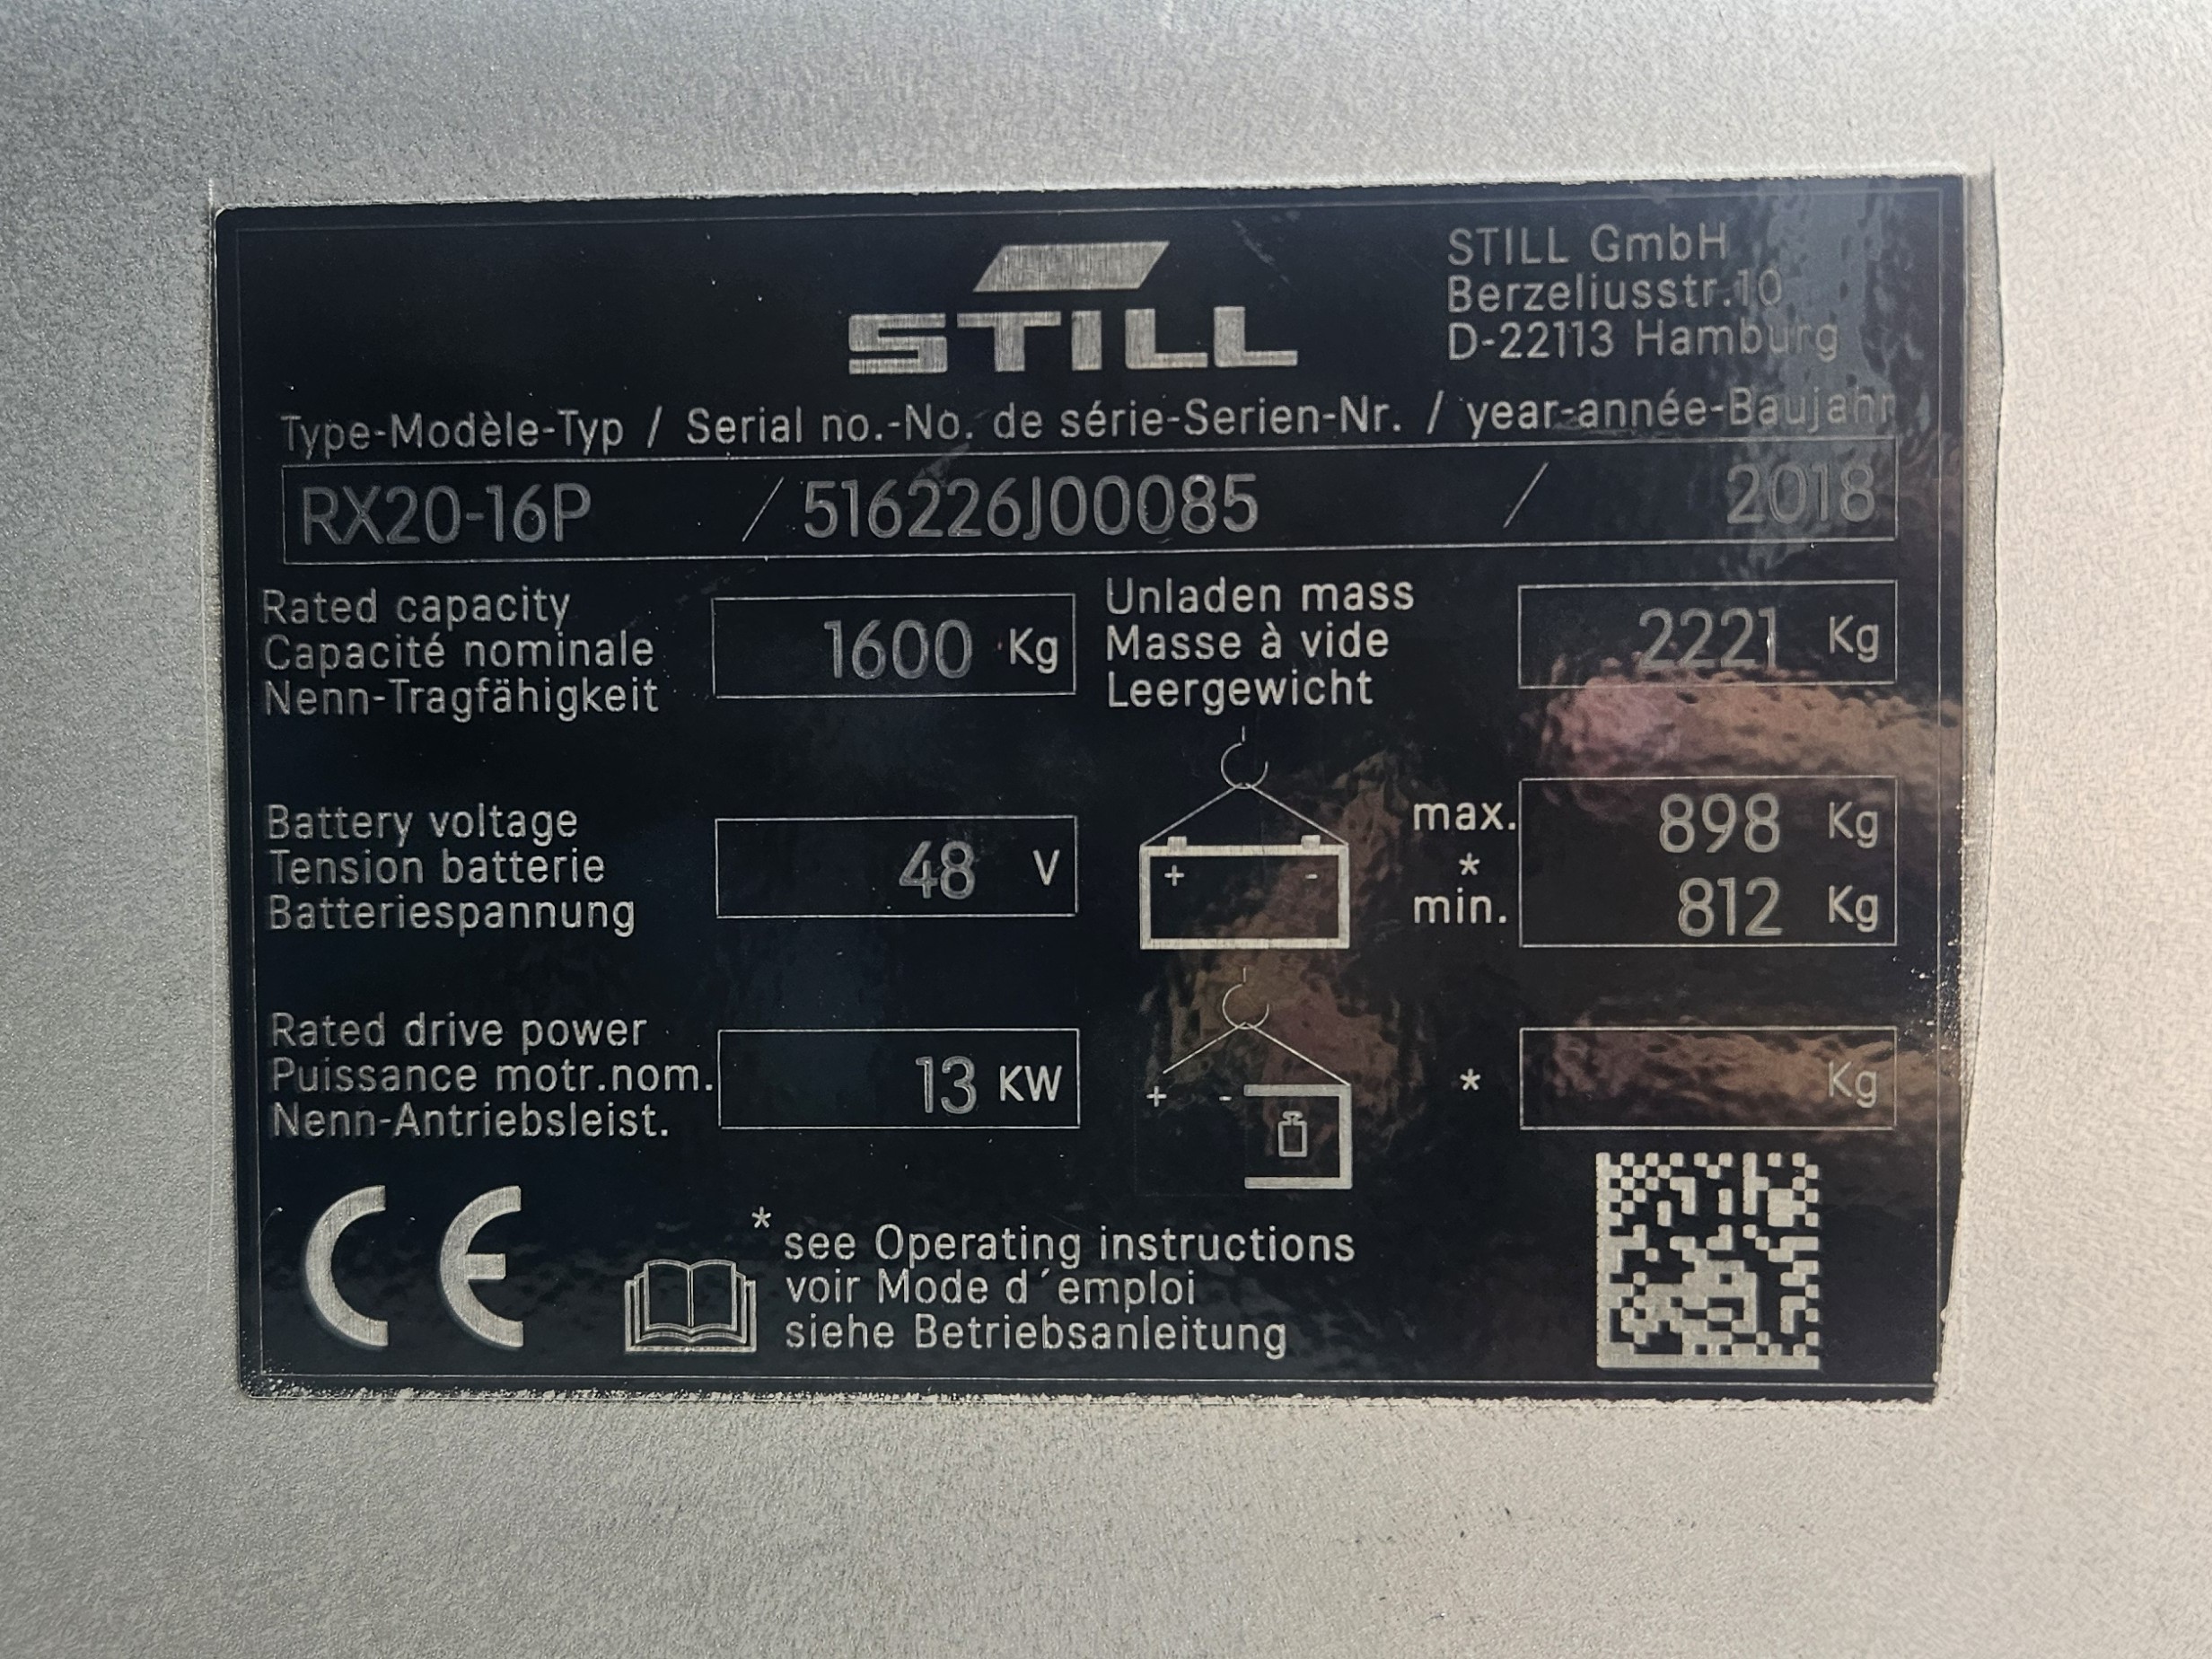 STILL
STILL GmbH
Berzeliusstr.10
D-22113 Hamburg
Type-Modèle-Typ / Serial no.-No. de série-Serien-Nr. / year-année-Baujahr
RX20-16P / 516226J00085 / 2018
Rated capacity
Capacité nominale
Nenn-Tragfähigkeit
1600 Kg
Unladen mass
Masse à vide
Leergewicht
2221 Kg
Battery voltage
Tension batterie
Batteriespannung
48 V
+ -
max. 898 Kg
*
min. 812 Kg
Rated drive power
Puissance motr.nom.
Nenn-Antriebsleist.
13 KW
+ -
* Kg
CE
* see Operating instructions
voir Mode d´emploi
siehe Betriebsanleitung